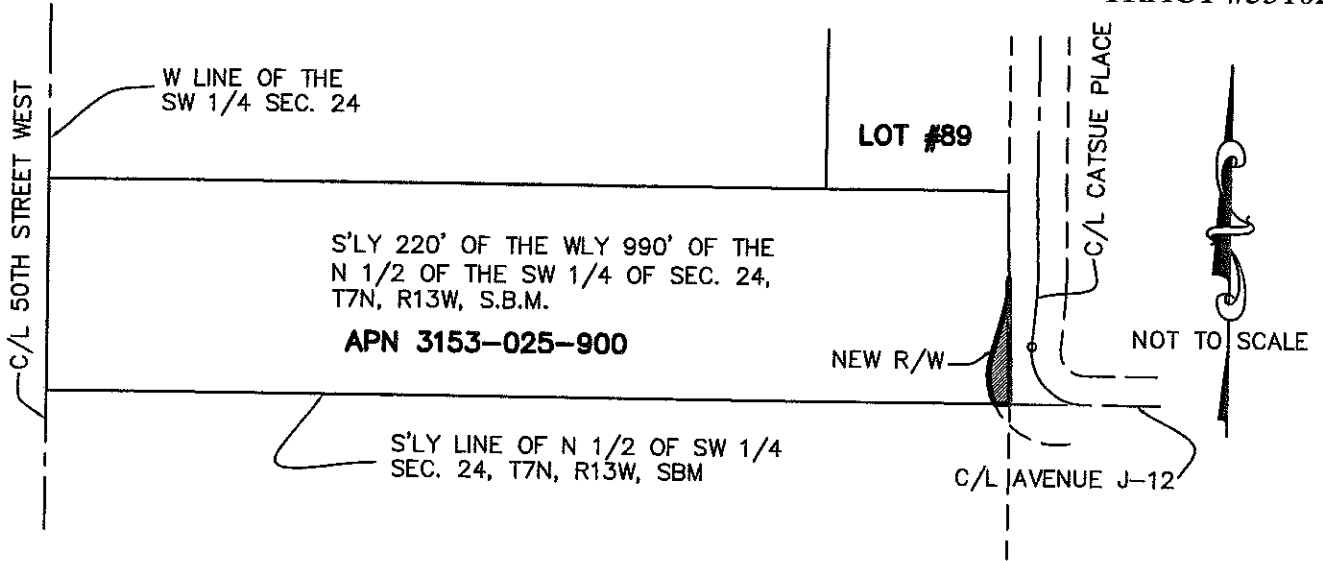 TRACT
W LINE OF THE
SW 1/4 SEC. 24
LOT #89
C/L CATSUE PLACE
C/L 50TH STREET WEST
S'LY 220' OF THE WLY 990' OF THE
N 1/2 OF THE SW 1/4 OF SEC. 24,
T7N, R13W, S.B.M.
APN 3153-025-900
NEW R/W
NOT TO SCALE
S'LY LINE OF N 1/2 OF SW 1/4
SEC. 24, T7N, R13W, SBM
C/L AVENUE J-12